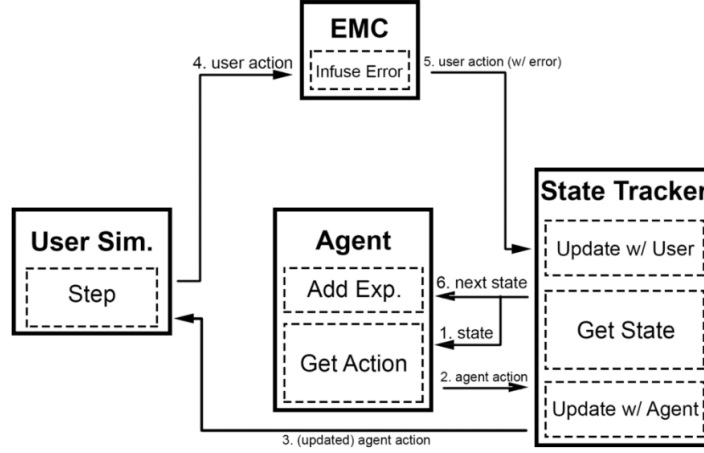 EMC
Infuse Error
4. user action
5. user action (w/ error)
State Tracker
Update w/ User
Get State
Update w/ Agent
User Sim.
Step
Agent
Add Exp.
Get Action
6. next state
1. state
2. agent action
3. (updated) agent action